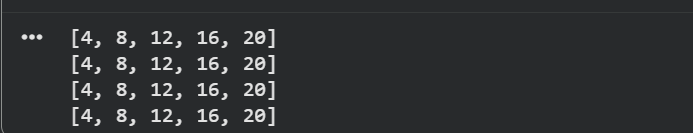 [4, 8, 12, 16, 20]
[4, 8, 12, 16, 20]
[4, 8, 12, 16, 20]
[4, 8, 12, 16, 20]